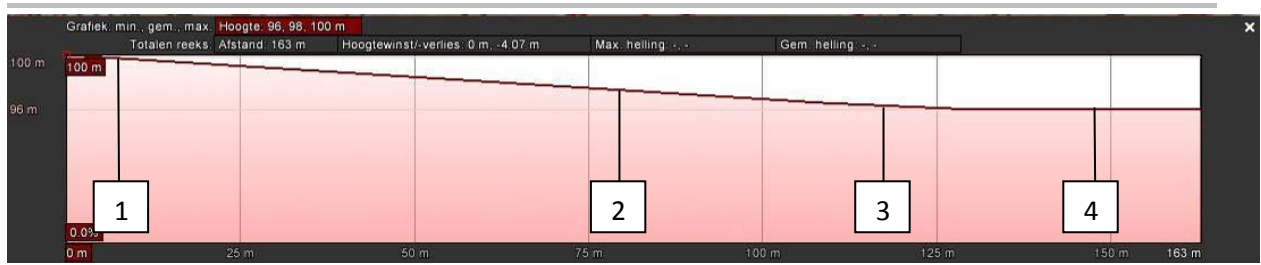 Grafiek: min., gem., max. Hoogte: 96, 98, 100 m
Totalen reeks: Afstand: 163 m Hoogtewinst/-verlies: 0 m, -4.07 m Max. helling: -, - Gem. helling: -, -
100 m
100 m
96 m
1 2 3 4
0.0%
0 m 25 m 50 m 75 m 100 m 125 m 150 m 163 m